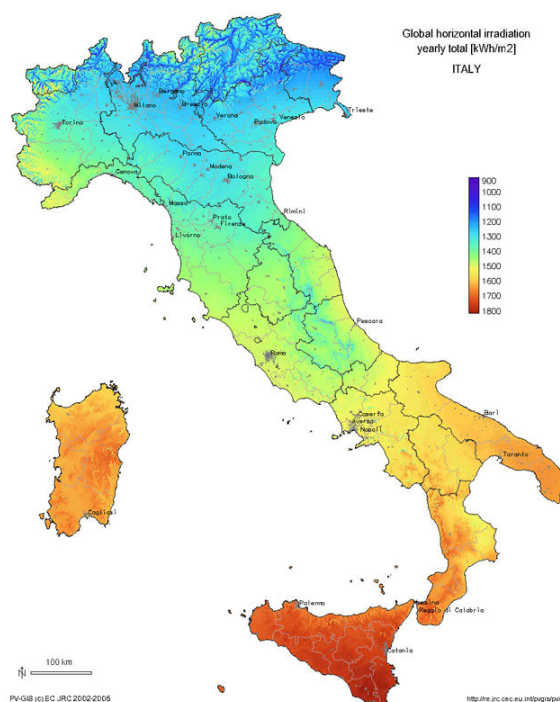 Global horizontal irradiation
yearly total [kWh/m2]
ITALY
Bergamo
Milano
Brescia
Trieste
Verona
Venezia
Padova
Torino
Parma
Modena
Genova
Bologna
Massa
Rimini
Prato
Firenze
Livorno
900
1000
1100
1200
1300
1400
1500
1600
1700
1800
Pescara
Roma
Caserta
Aversa
Napoli
Bari
Taranto
Cagliari
Palermo
Messina
Reggio di Calabria
Catania
N
100 km
PV-GIS (c) EC JRC 2002-2006
http://re.jrc.cec.eu.int/pvgis/pv/